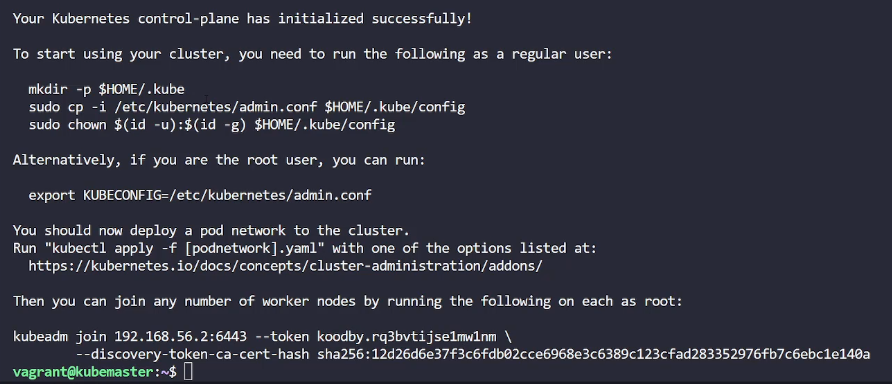 Your Kubernetes control-plane has initialized successfully!
To start using your cluster, you need to run the following as a regular user:
mkdir -p $HOME/.kube
sudo cp -i /etc/kubernetes/admin.conf $HOME/.kube/config
sudo chown $(id -u):$(id -g) $HOME/.kube/config
Alternatively, if you are the root user, you can run:
export KUBECONFIG=/etc/kubernetes/admin.conf
You should now deploy a pod network to the cluster.
Run "kubectl apply -f [podnetwork].yaml" with one of the options listed at:
https://kubernetes.io/docs/concepts/cluster-administration/addons/
Then you can join any number of worker nodes by running the following on each as root:
kubeadm join 192.168.56.2:6443 --token koodby.rq3bvtijse1mw1nm \
--discovery-token-ca-cert-hash sha256:12d26d6e37f3c6fdb02cce6968e3c6389c123cfad283352976fb7c6ebc1e140a
vagrant@kubemaster:~$